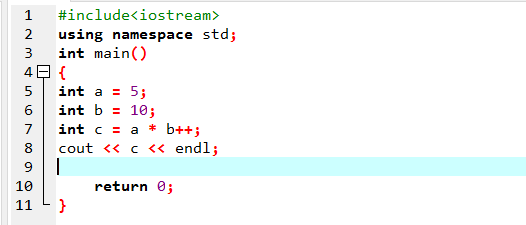 1 #include<iostream>
2 using namespace std;
3 int main()
4 {
5 int a = 5;
6 int b = 10;
7 int c = a * b++;
8 cout << c << endl;
9
10 return 0;
11 }